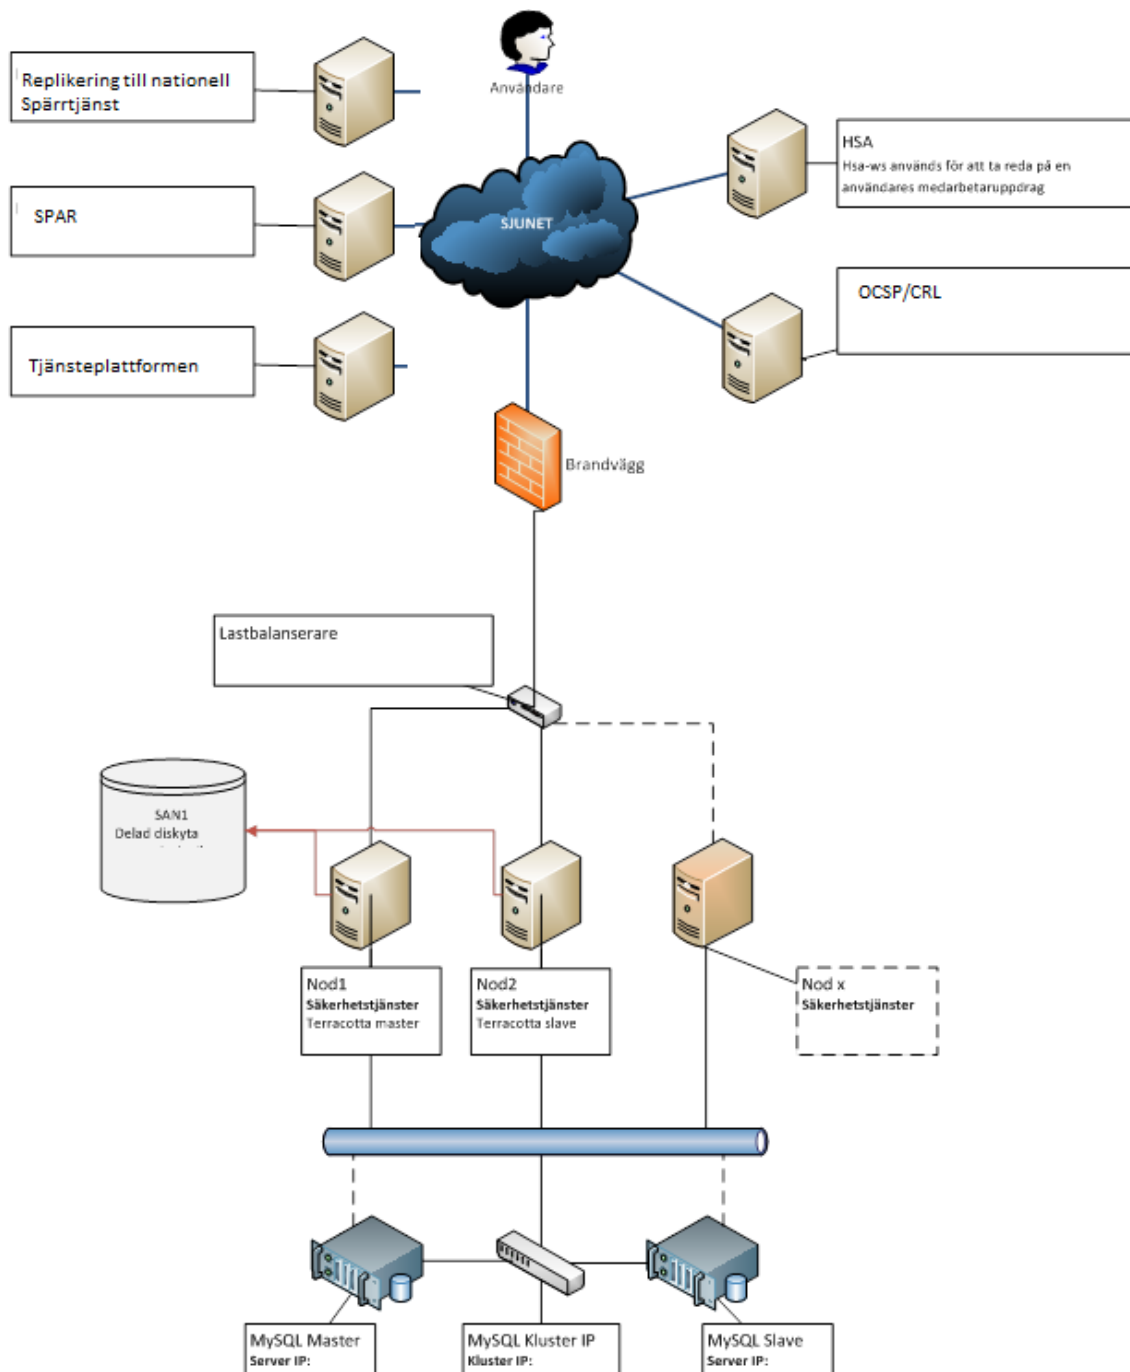 Användare
Replikering till nationell
Spärrtjänst
HSA
Hsa-ws används för att ta reda på en
användares medarbetaruppdrag
SPAR
SJUNET
OCSP/CRL
Tjänsteplattformen
Brandvägg
Lastbalanserare
SAN1
Delad diskyta
Nod1
Säkerhetstjänster
Terracotta master
Nod2
Säkerhetstjänster
Terracotta slave
Nod x
Säkerhetstjänster
MySQL Master
Server IP:
MySQL Kluster IP
Kluster IP:
MySQL Slave
Server IP: